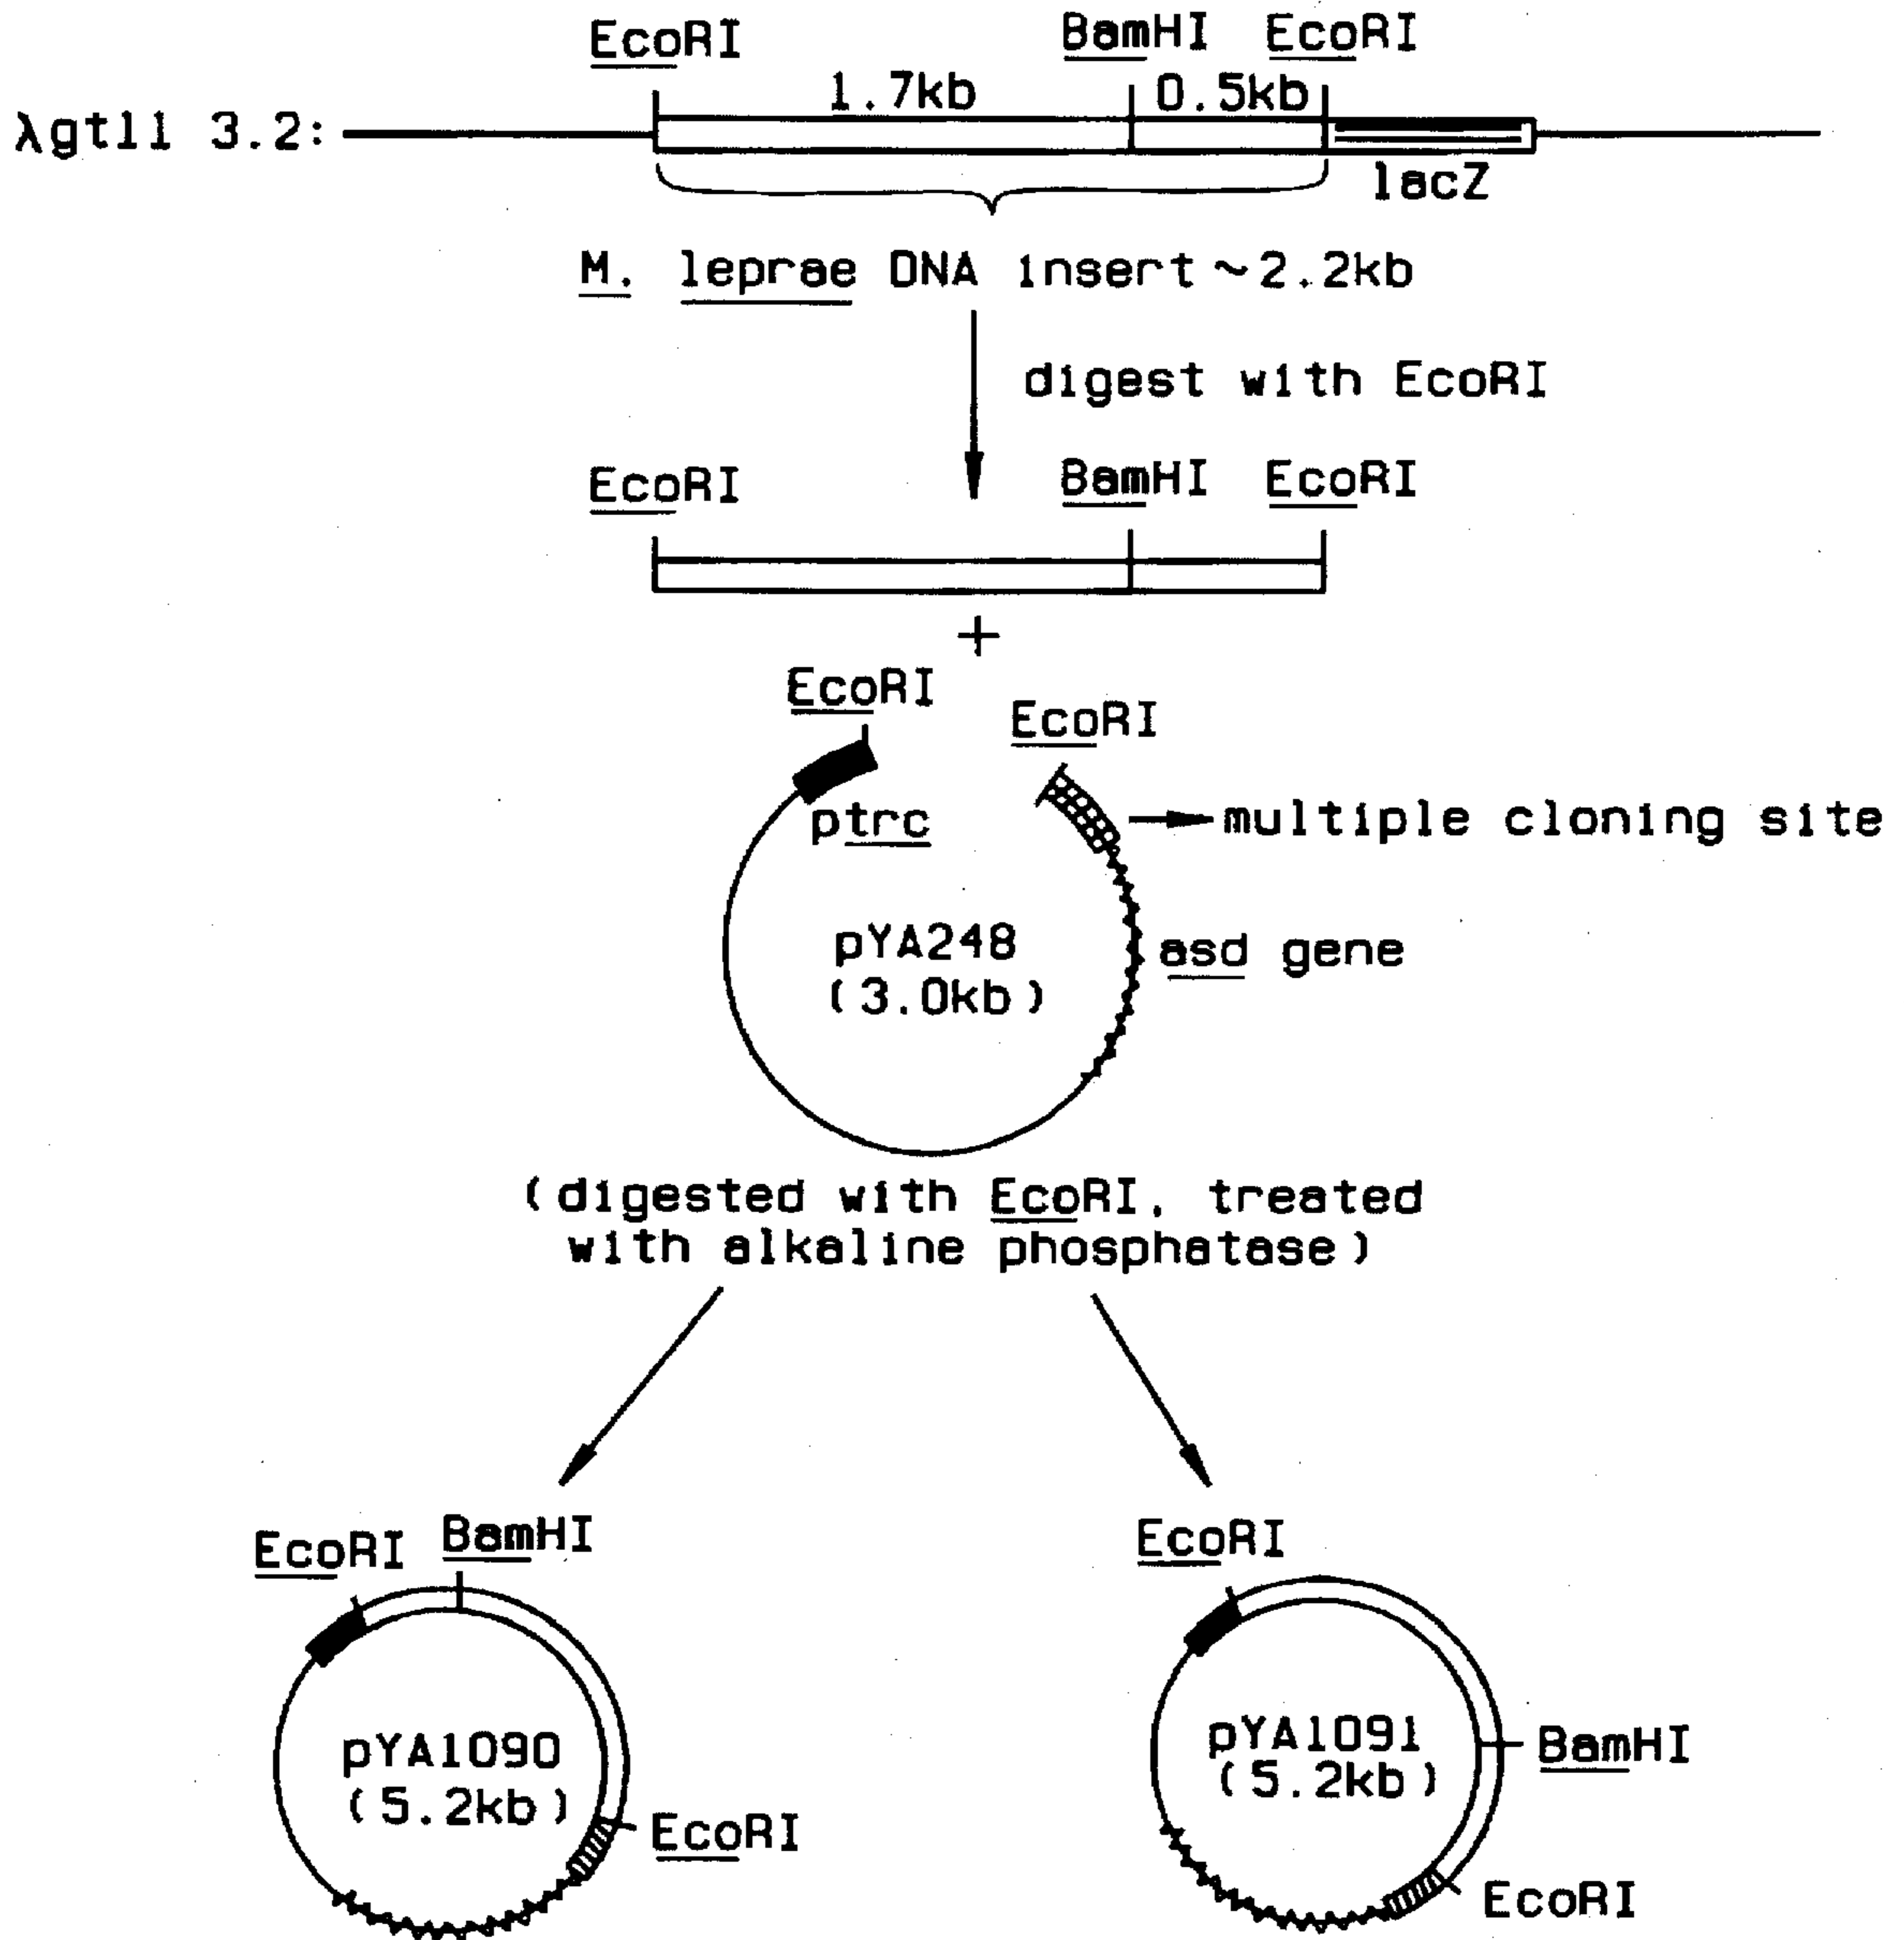 EcoRI BamHI EcoRI
1.7kb 0.5kb
λgt11 3.2:
lacZ
M. leprae DNA insert ~2.2kb
digest with EcoRI
EcoRI BamHI EcoRI
+
EcoRI
EcoRI
ptrc
multiple cloning site
pYA248
(3.0kb)
asd gene
(digested with EcoRI, treated
with alkaline phosphatase)
EcoRI BamHI
pYA1090
(5.2kb)
EcoRI
EcoRI
pYA1091
(5.2kb)
BamHI
EcoRI